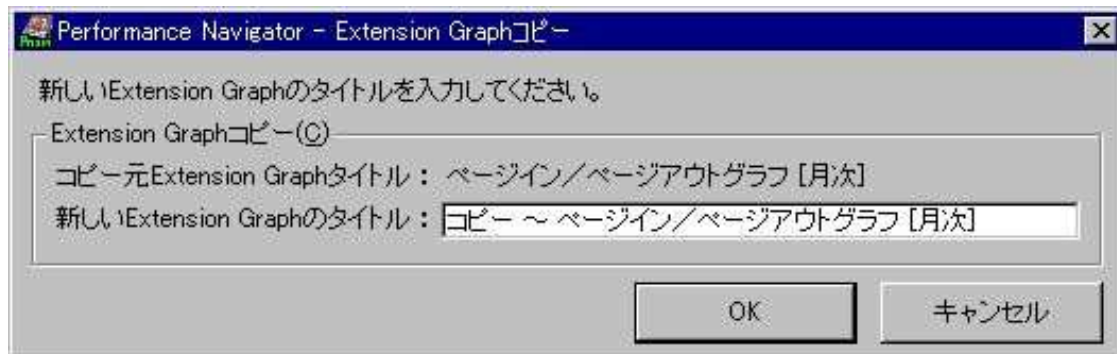 Performance Navigator - Extension Graphコピー
新しいExtension Graphのタイトルを入力してください。
Extension Graphコピー(C)
コピー元Extension Graphタイトル： ページイン／ページアウトグラフ [月次]
新しいExtension Graphのタイトル： コピー ～ ページイン／ページアウトグラフ [月次]
OK キャンセル